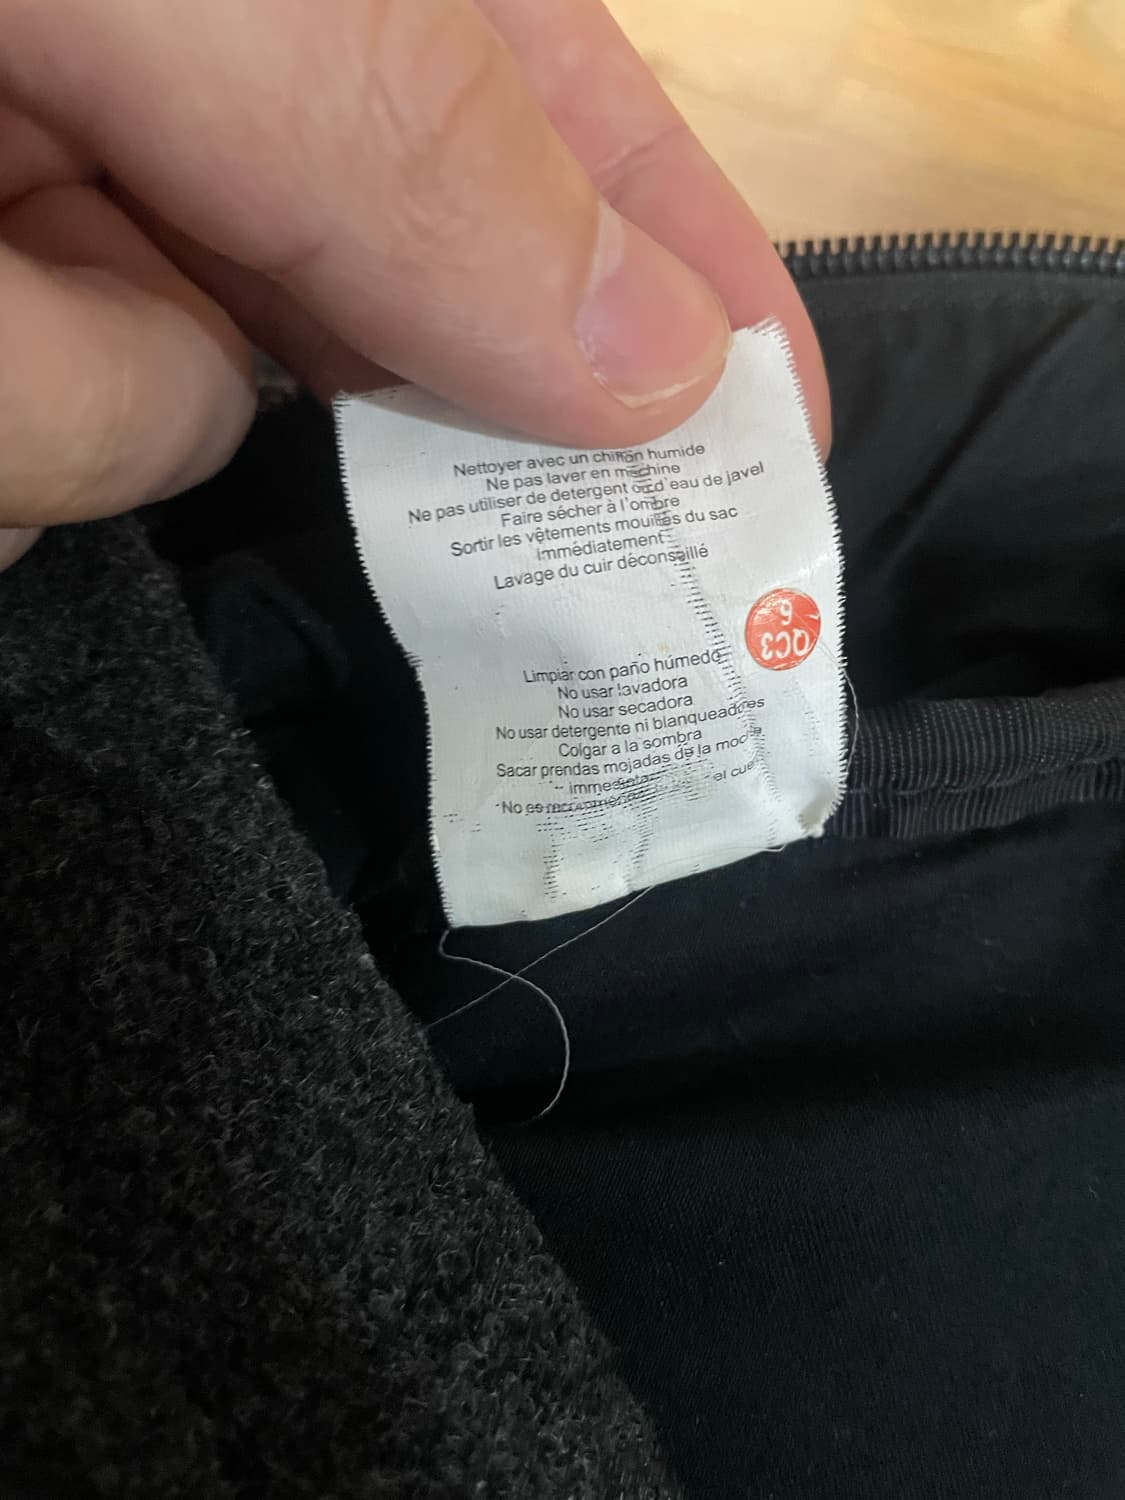 Nettoyer avec un chiffon humide
Ne pas laver en machine
Ne pas utiliser de detergent ou d'eau de javel
Faire sécher à l'ombre
Sortir les vêtements mouillés du sac
immédiatement
Lavage du cuir déconseillé
QC3
6
Limpiar con paño húmedo
No usar lavadora
No usar secadora
No usar detergente ni blanqueadores
Colgar a la sombra
Sacar prendas mojadas de la
No es el